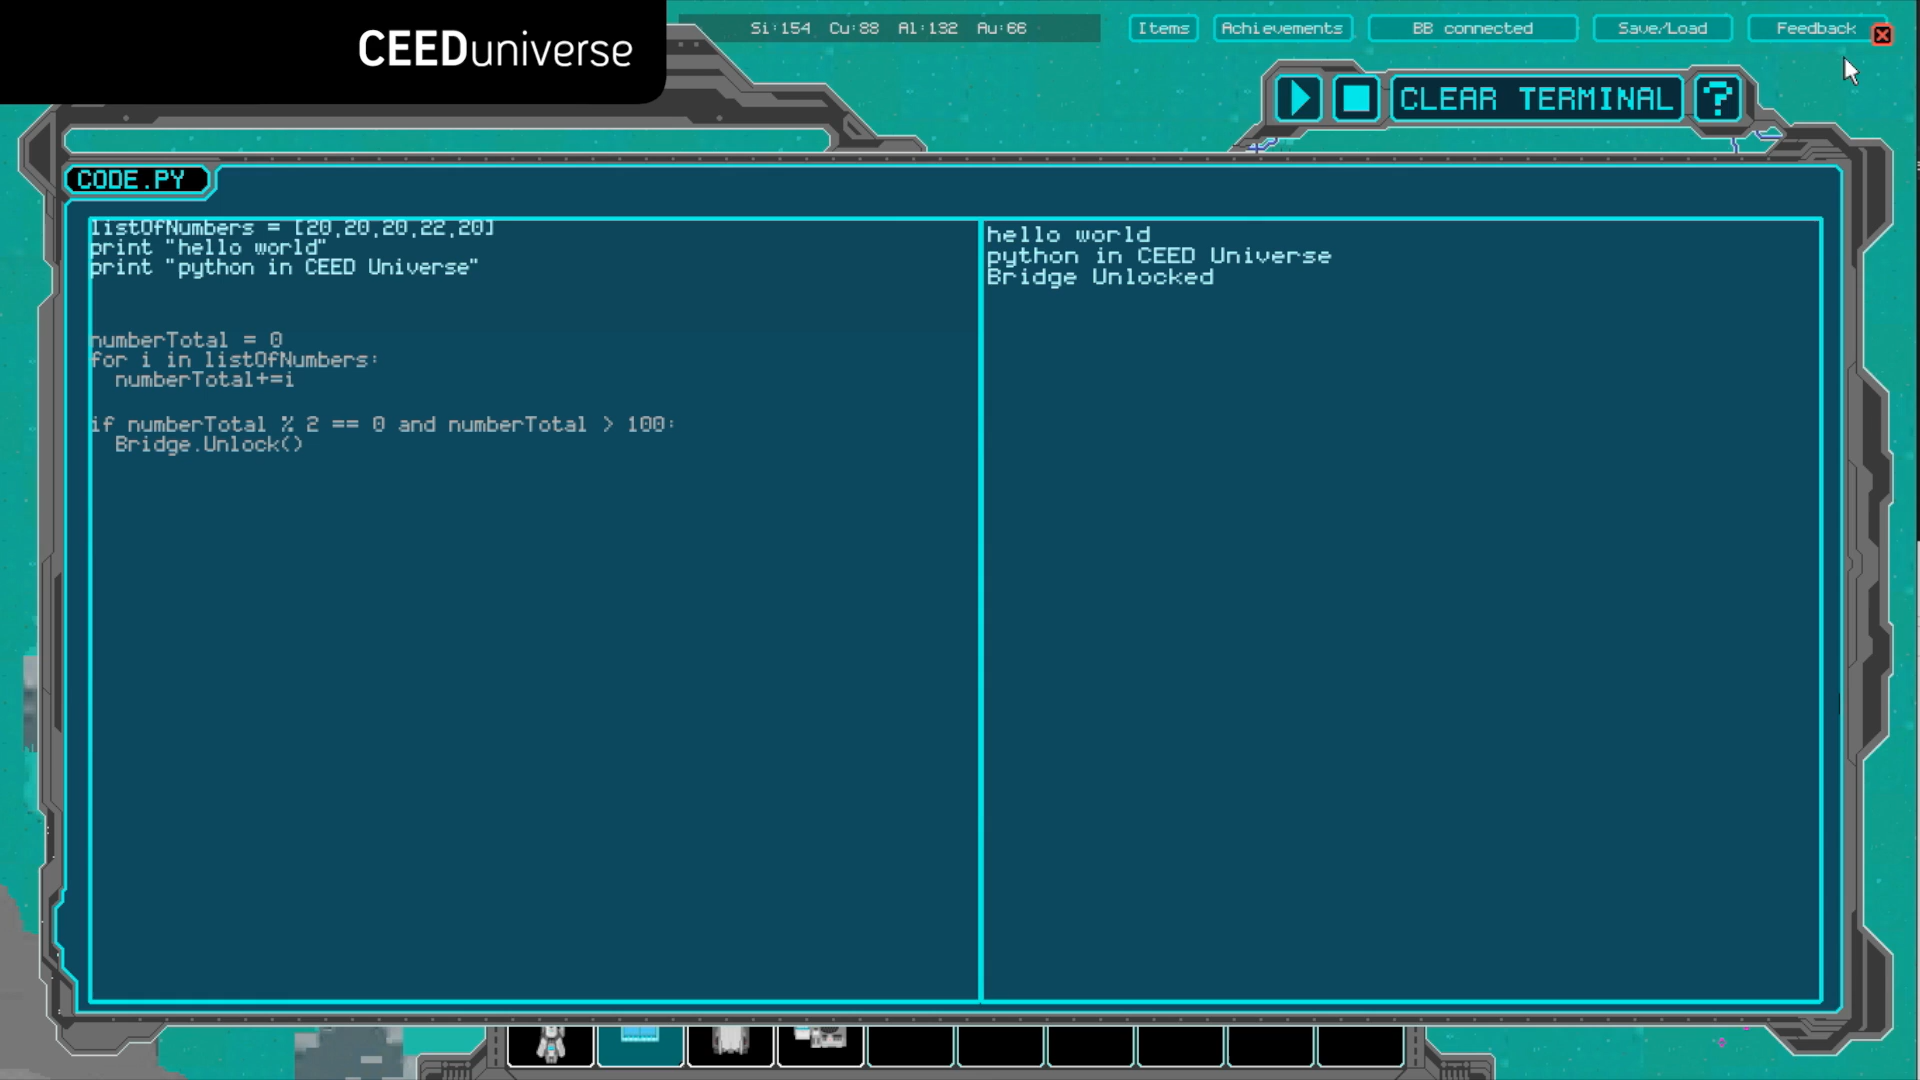 CEEDuniverse
Si:154 Cu:88 Al:132 Au:66
Items
Achievements
BB connected
Save/Load
Feedback
CLEAR TERMINAL
?
CODE.PY
listOfNumbers = [20,20,20,22,20]
print "hello world"
print "python in CEED Universe"
numberTotal = 0
for i in listOfNumbers:
  numberTotal+=i
if numberTotal % 2 == 0 and numberTotal > 100:
  Bridge.Unlock()
hello world
python in CEED Universe
Bridge Unlocked